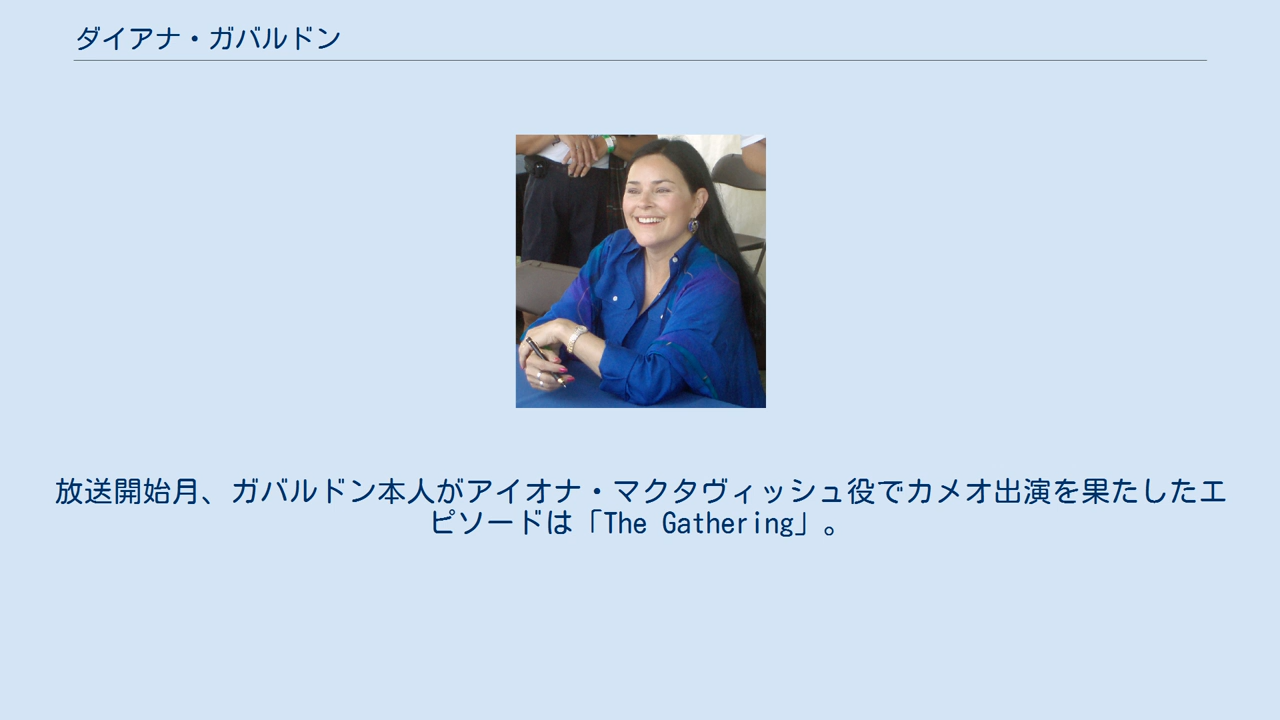 ダイアナ・ガバルドン
放送開始月、ガバルドン本人がアイオナ・マクタヴィッシュ役でカメオ出演を果たしたエ
ピソードは「The Gathering」。